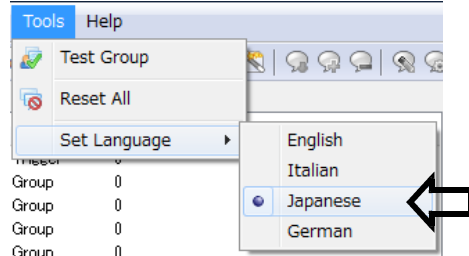 Tools Help
Test Group
Reset All
Set Language
English
Italian
Japanese
German
0
Group 0
Group 0
Group 0
Group 0